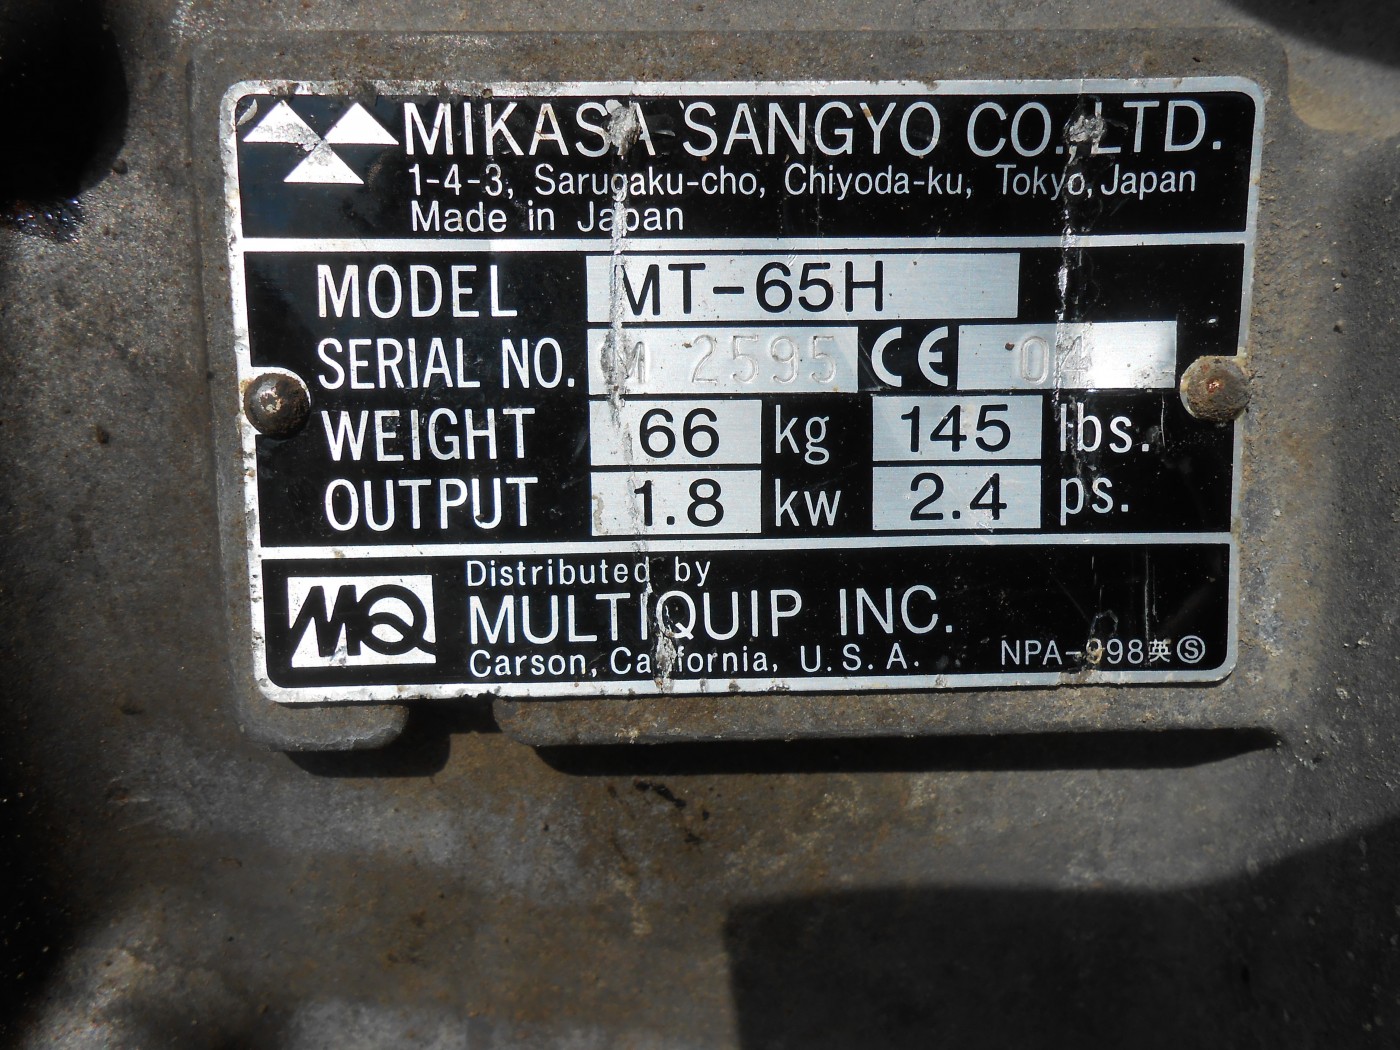 MIKASA SANGYO CO., LTD.
1-4-3, Sarugaku-cho, Chiyoda-ku, Tokyo, Japan
Made in Japan
MODEL MT-65H
SERIAL NO. M 2595 CE 04
WEIGHT 66 kg 145 lbs.
OUTPUT 1.8 kw 2.4 ps.
MQ
Distributed by
MULTIQUIP INC.
Carson, California, U.S.A.
NPA-998英Ⓢ